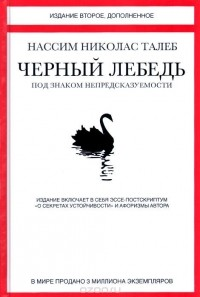 ИЗДАНИЕ ВТОРОЕ, ДОПОЛНЕННОЕ
НАССИМ НИКОЛАС ТАЛЕБ
ЧЕРНЫЙ ЛЕБЕДЬ
ПОД ЗНАКОМ НЕПРЕДСКАЗУЕМОСТИ
ИЗДАНИЕ ВКЛЮЧАЕТ В СЕБЯ ЭССЕ-ПОСТСКРИПТУМ
«О СЕКРЕТАХ УСТОЙЧИВОСТИ» И АФОРИЗМЫ АВТОРА
В МИРЕ ПРОДАНО 3 МИЛЛИОНА ЭКЗЕМПЛЯРОВ